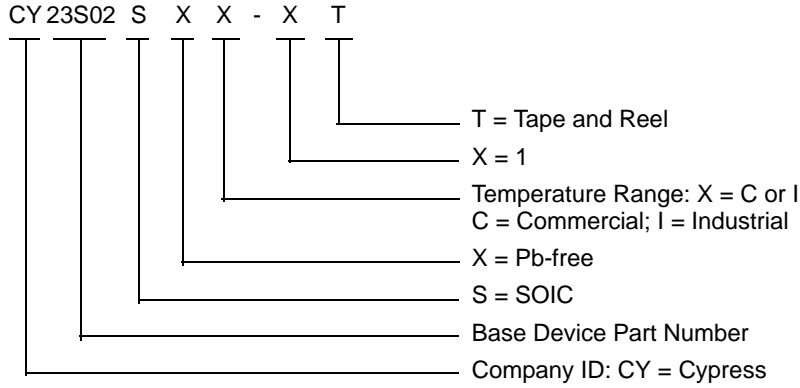 CY 23S02 S X X - X T
T = Tape and Reel
X = 1
Temperature Range: X = C or I
C = Commercial; I = Industrial
X = Pb-free
S = SOIC
Base Device Part Number
Company ID: CY = Cypress